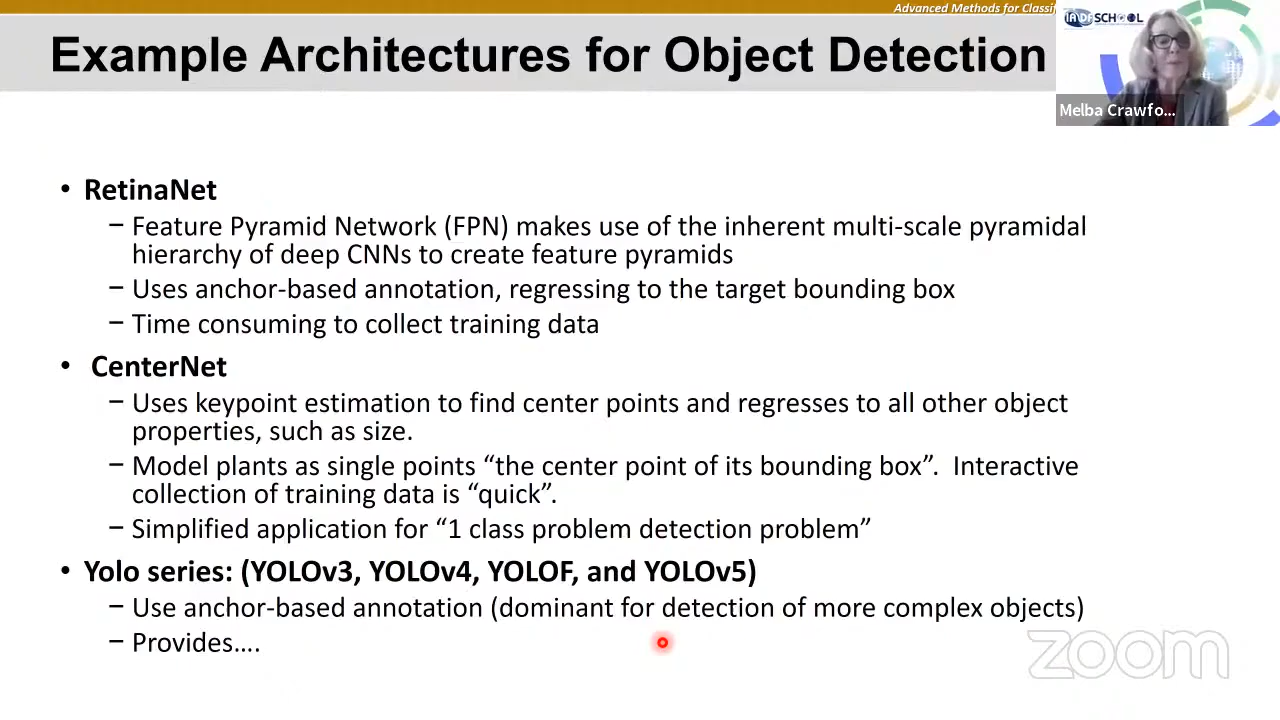 Advanced Methods for Classif
Example Architectures for Object Detection
SCHOOL
Melba Crawfo...
• RetinaNet
– Feature Pyramid Network (FPN) makes use of the inherent multi-scale pyramidal
hierarchy of deep CNNs to create feature pyramids
– Uses anchor-based annotation, regressing to the target bounding box
– Time consuming to collect training data
• CenterNet
– Uses keypoint estimation to find center points and regresses to all other object
properties, such as size.
– Model plants as single points “the center point of its bounding box”. Interactive
collection of training data is “quick”.
– Simplified application for “1 class problem detection problem”
• Yolo series: (YOLOv3, YOLOv4, YOLOF, and YOLOv5)
– Use anchor-based annotation (dominant for detection of more complex objects)
– Provides….
zoom